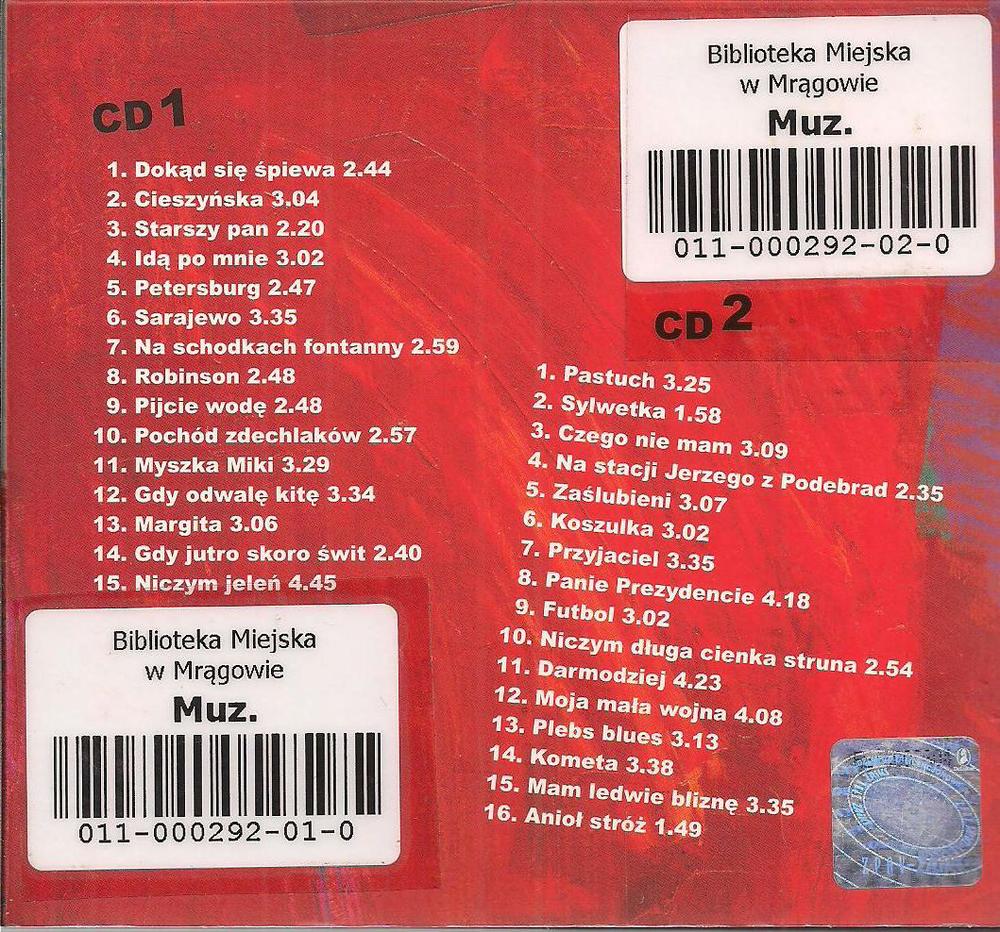 CD 1
1. Dokąd się śpiewa 2.44
2. Cieszyńska 3.04
3. Starszy pan 2.20
4. Idą po mnie 3.02
5. Petersburg 2.47
6. Sarajewo 3.35
7. Na schodkach fontanny 2.59
8. Robinson 2.48
9. Pijcie wodę 2.48
10. Pochód zdechlaków 2.57
11. Myszka Miki 3.29
12. Gdy odwalę kitę 3.34
13. Margita 3.06
14. Gdy jutro skoro świt 2.40
15. Niczym jeleń 4.45
Biblioteka Miejska
w Mrągowie
Muz.
011-000292-01-0
Biblioteka Miejska
w Mrągowie
Muz.
011-000292-02-0
CD 2
1. Pastuch 3.25
2. Sylwetka 1.58
3. Czego nie mam 3.09
4. Na stacji Jerzego z Podebrad 2.35
5. Zaślubieni 3.07
6. Koszulka 3.02
7. Przyjaciel 3.35
8. Panie Prezydencie 4.18
9. Futbol 3.02
10. Niczym długa cienka struna 2.54
11. Darmodziej 4.23
12. Moja mała wojna 4.08
13. Plebs blues 3.13
14. Kometa 3.38
15. Mam ledwie bliznę 3.35
16. Anioł stróż 1.49